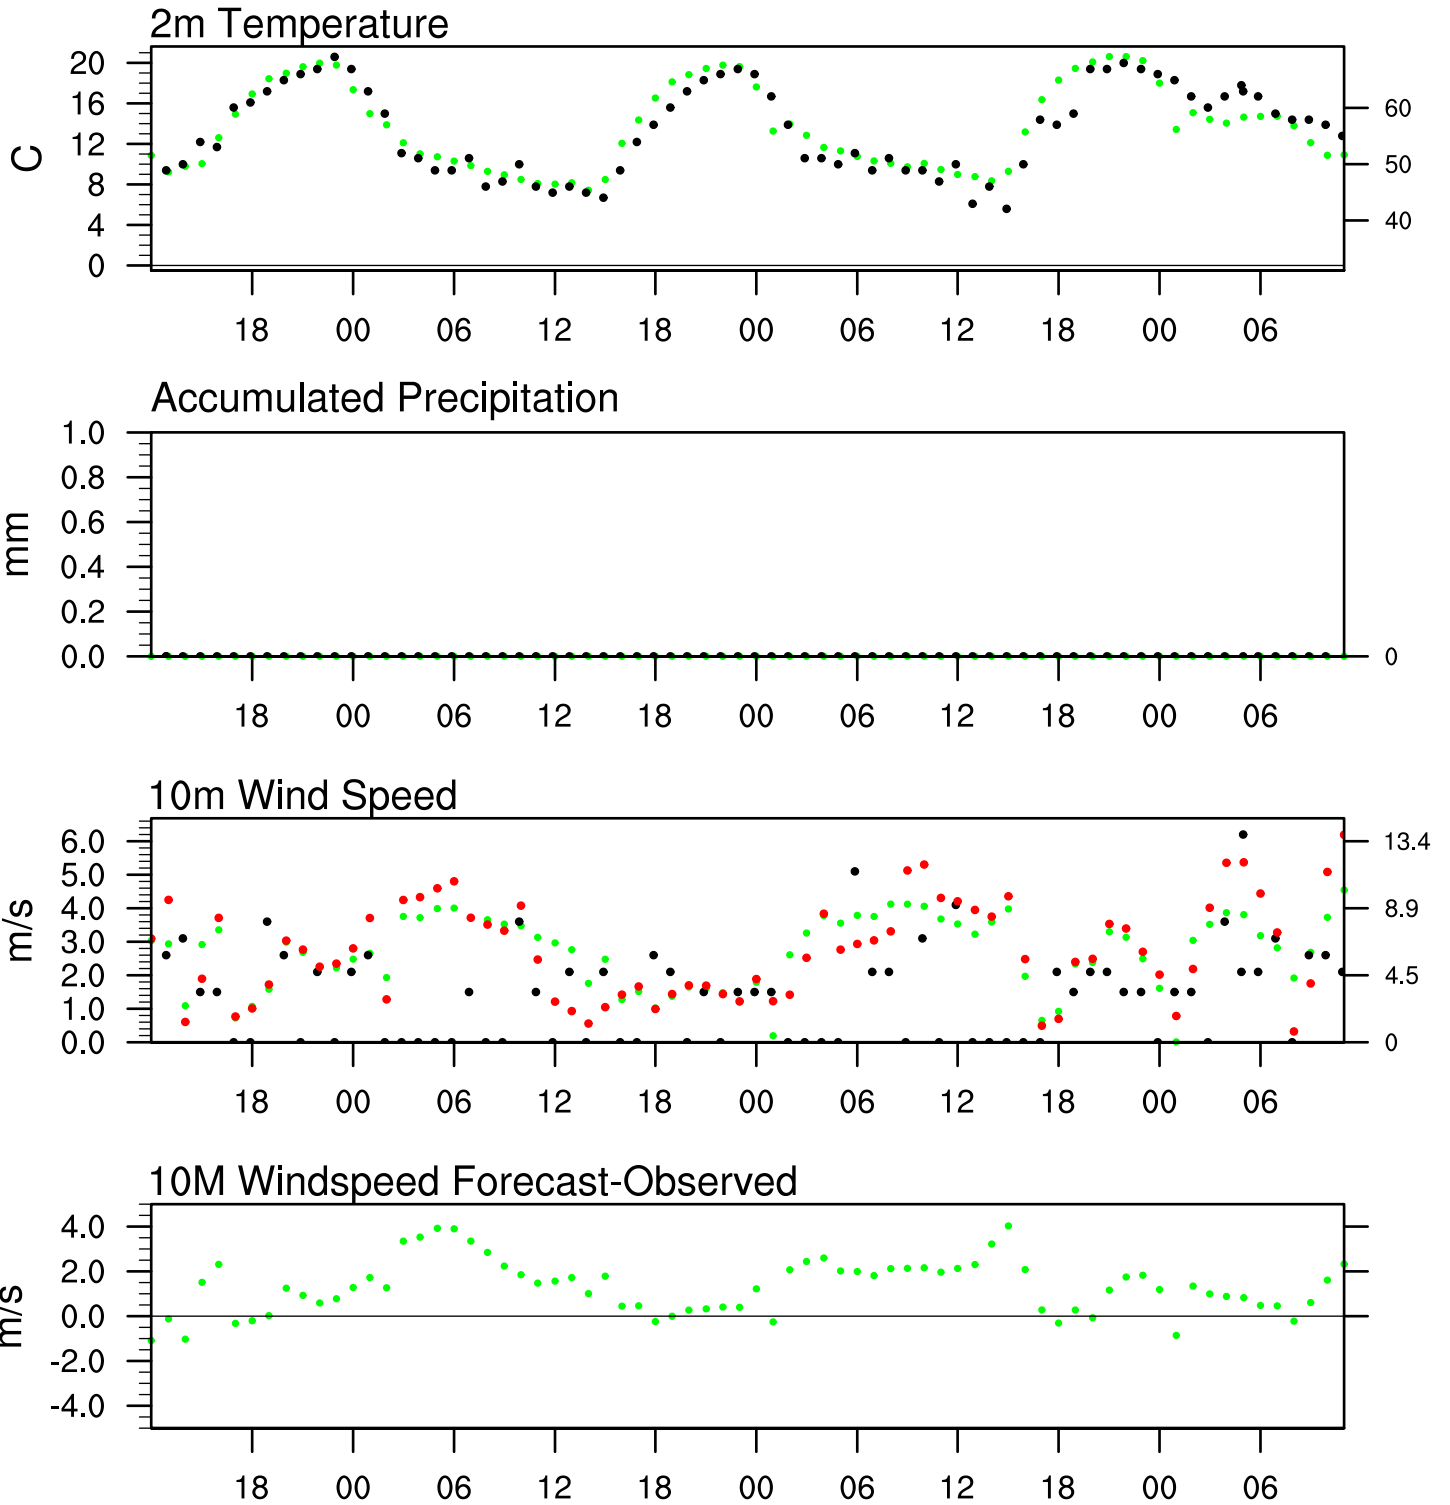 2m Temperature
20
16
12
8
4
0
C
60
50
40
18 00 06 12 18 00 06 12 18 00 06
Accumulated Precipitation
1.0
0.8
0.6
0.4
0.2
0.0
mm
0
18 00 06 12 18 00 06 12 18 00 06
10m Wind Speed
6.0
5.0
4.0
3.0
2.0
1.0
0.0
m/s
13.4
8.9
4.5
0
18 00 06 12 18 00 06 12 18 00 06
10M Windspeed Forecast-Observed
4.0
2.0
0.0
-2.0
-4.0
m/s
18 00 06 12 18 00 06 12 18 00 06